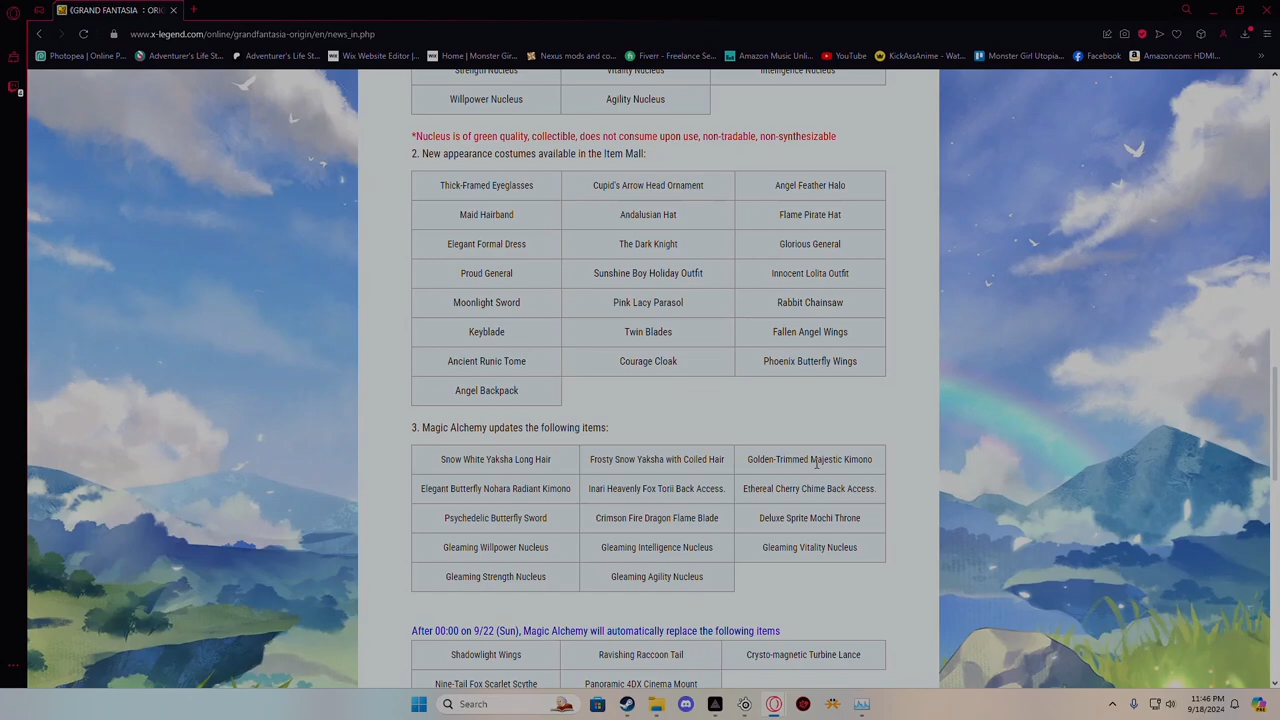 《GRAND FANTASIA : ORIG
www.x-legend.com/online/grandfantasia-origin/en/news_in.php
Photopea | Online P... Adventurer's Life St... Adventurer's Life St... Wix Website Editor |... Home | Monster Girl... Nexus mods and co... Fiverr - Freelance Se... Amazon Music Unli... YouTube KickAssAnime - Wat... Monster Girl Utopia... Facebook Amazon.com: HDMI...
4
Strength Nucleus Vitality Nucleus Intelligence Nucleus
Willpower Nucleus Agility Nucleus
*Nucleus is of green quality, collectible, does not consume upon use, non-tradable, non-synthesizable
2. New appearance costumes available in the Item Mall:
Thick-Framed Eyeglasses Cupid's Arrow Head Ornament Angel Feather Halo
Maid Hairband Andalusian Hat Flame Pirate Hat
Elegant Formal Dress The Dark Knight Glorious General
Proud General Sunshine Boy Holiday Outfit Innocent Lolita Outfit
Moonlight Sword Pink Lacy Parasol Rabbit Chainsaw
Keyblade Twin Blades Fallen Angel Wings
Ancient Runic Tome Courage Cloak Phoenix Butterfly Wings
Angel Backpack
3. Magic Alchemy updates the following items:
Snow White Yaksha Long Hair Frosty Snow Yaksha with Coiled Hair Golden-Trimmed Majestic Kimono
Elegant Butterfly Nohara Radiant Kimono Inari Heavenly Fox Torii Back Access. Ethereal Cherry Chime Back Access.
Psychedelic Butterfly Sword Crimson Fire Dragon Flame Blade Deluxe Sprite Mochi Throne
Gleaming Willpower Nucleus Gleaming Intelligence Nucleus Gleaming Vitality Nucleus
Gleaming Strength Nucleus Gleaming Agility Nucleus
After 00:00 on 9/22 (Sun), Magic Alchemy will automatically replace the following items
Shadowlight Wings Ravishing Raccoon Tail Crysto-magnetic Turbine Lance
Nine-Tail Fox Scarlet Scythe Panoramic 4DX Cinema Mount
Search
11:46 PM
9/18/2024